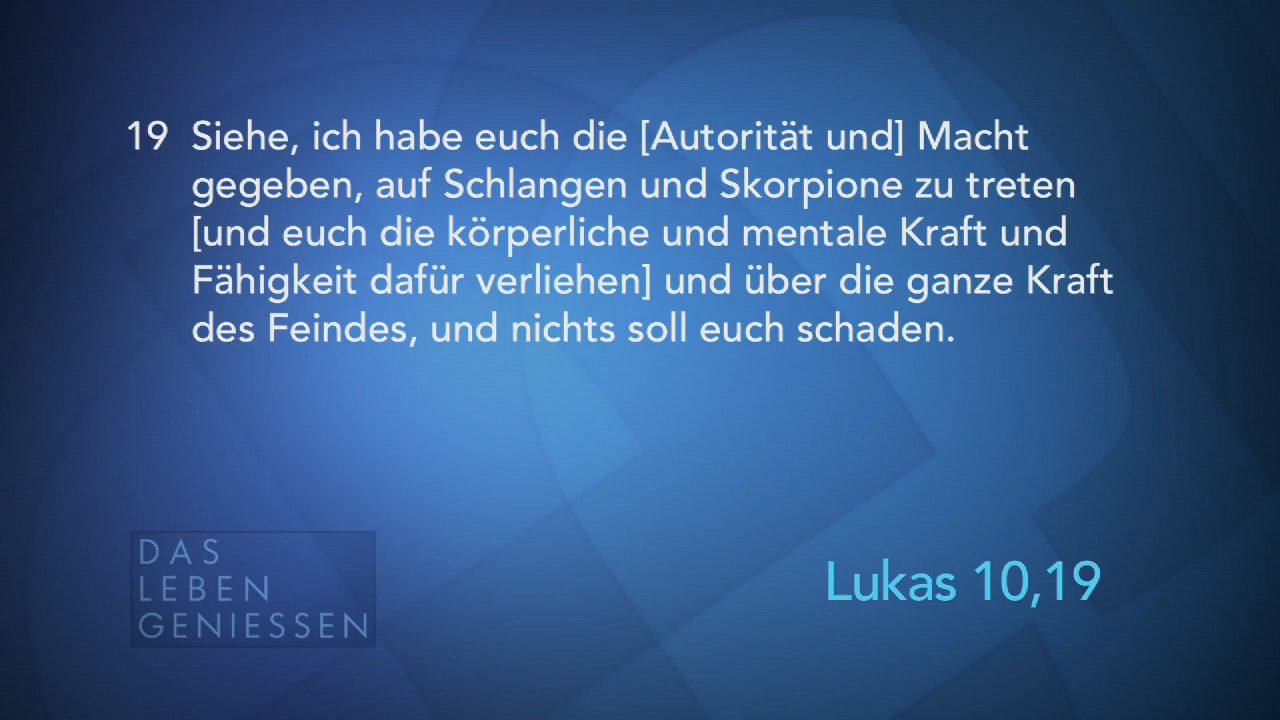 19 Siehe, ich habe euch die [Autorität und] Macht
gegeben, auf Schlangen und Skorpione zu treten
[und euch die körperliche und mentale Kraft und
Fähigkeit dafür verliehen] und über die ganze Kraft
des Feindes, und nichts soll euch schaden.
DAS
LEBEN
GENIESSEN
Lukas 10,19